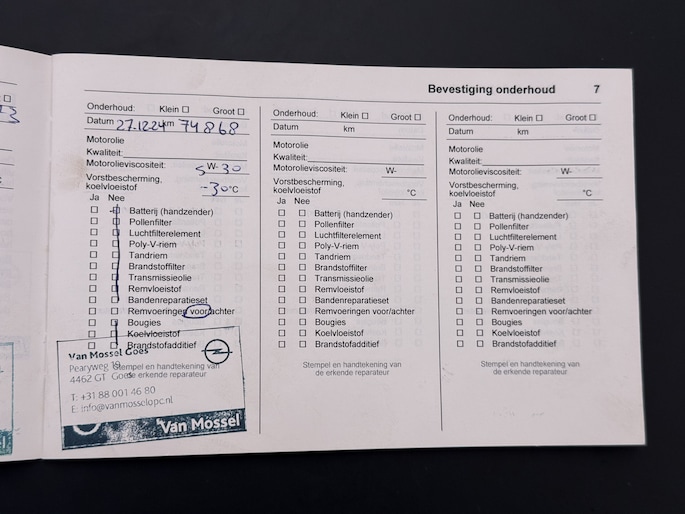 Bevestiging onderhoud 7
13
Onderhoud: Klein Groot
Datum 27.12.24 km 74868
Motorolie
Kwaliteit:
Motorolieviscositeit: 5 W- 30
Vorstbescherming, -30 °C
koelvloeistof
Ja Nee
Batterij (handzender)
Pollenfilter
Luchtfilterelement
Poly-V-riem
Tandriem
Brandstoffilter
Transmissieolie
Remvloeistof
Bandenreparatieset
Remvoeringen voor/achter
Bougies
Koelvloeistof
Brandstofadditief
Stempel en handtekening van
de erkende reparateur
Van Mossel Goes
Pearyweg 19
4462 GT Goes
T: +31 88 001 46 80
E: info@vanmosselopc.nl
Van Mossel
Onderhoud: Klein Groot
Datum km
Motorolie
Kwaliteit:
Motorolieviscositeit: W-
Vorstbescherming,
koelvloeistof °C
Ja Nee
Batterij (handzender)
Pollenfilter
Luchtfilterelement
Poly-V-riem
Tandriem
Brandstoffilter
Transmissieolie
Remvloeistof
Bandenreparatieset
Remvoeringen voor/achter
Bougies
Koelvloeistof
Brandstofadditief
Stempel en handtekening van
de erkende reparateur
Onderhoud: Klein Groot
Datum km
Motorolie
Kwaliteit:
Motorolieviscositeit: W-
Vorstbescherming,
koelvloeistof °C
Ja Nee
Batterij (handzender)
Pollenfilter
Luchtfilterelement
Poly-V-riem
Tandriem
Brandstoffilter
Transmissieolie
Remvloeistof
Bandenreparatieset
Remvoeringen voor/achter
Bougies
Koelvloeistof
Brandstofadditief
Stempel en handtekening van
de erkende reparateur